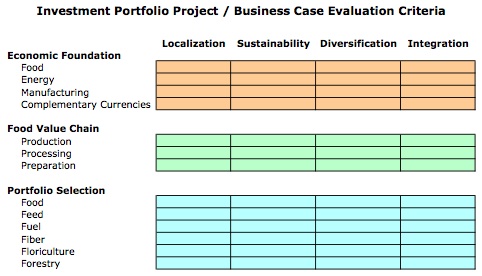 Investment Portfolio Project / Business Case Evaluation Criteria
Localization Sustainability Diversification Integration
Economic Foundation
Food
Energy
Manufacturing
Complementary Currencies
Food Value Chain
Production
Processing
Preparation
Portfolio Selection
Food
Feed
Fuel
Fiber
Floriculture
Forestry